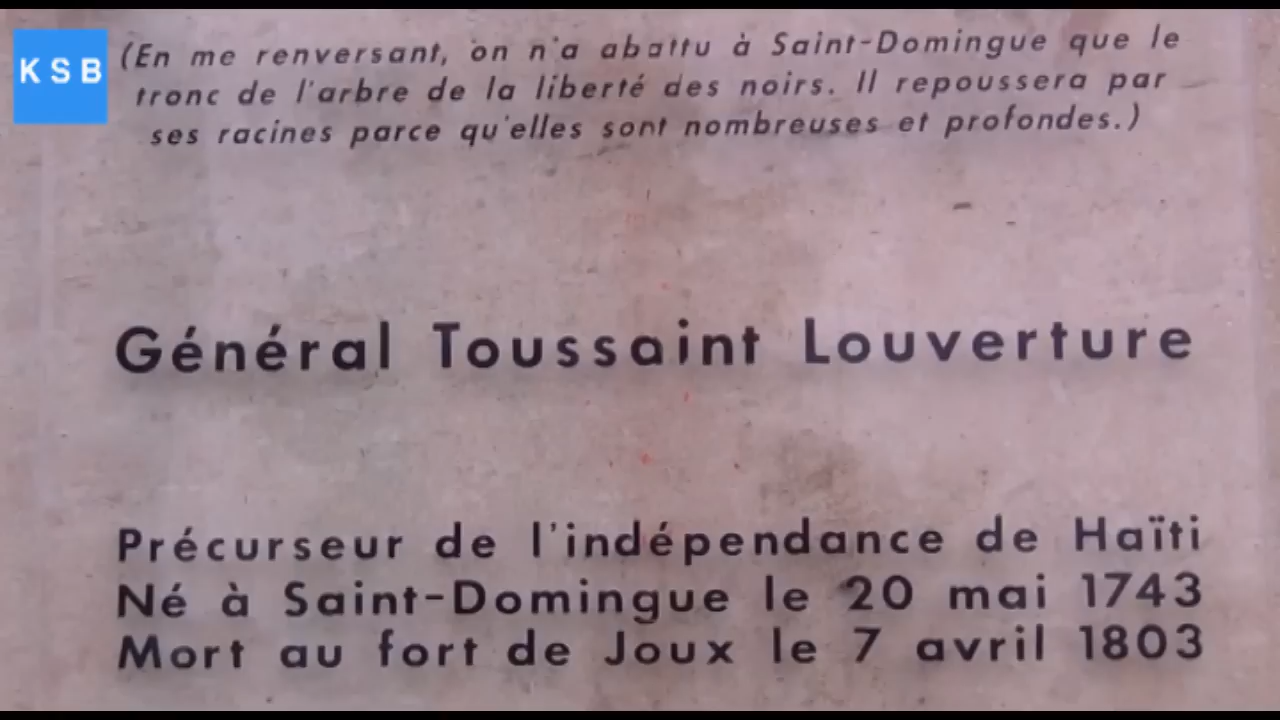 KSB
(En me renversant, on n'a abattu à Saint-Domingue que le
tronc de l'arbre de la liberté des noirs. Il repoussera par
ses racines parce qu'elles sont nombreuses et profondes.)
Général Toussaint Louverture
Précurseur de l'indépendance de Haïti
Né à Saint-Domingue le 20 mai 1743
Mort au fort de Joux le 7 avril 1803